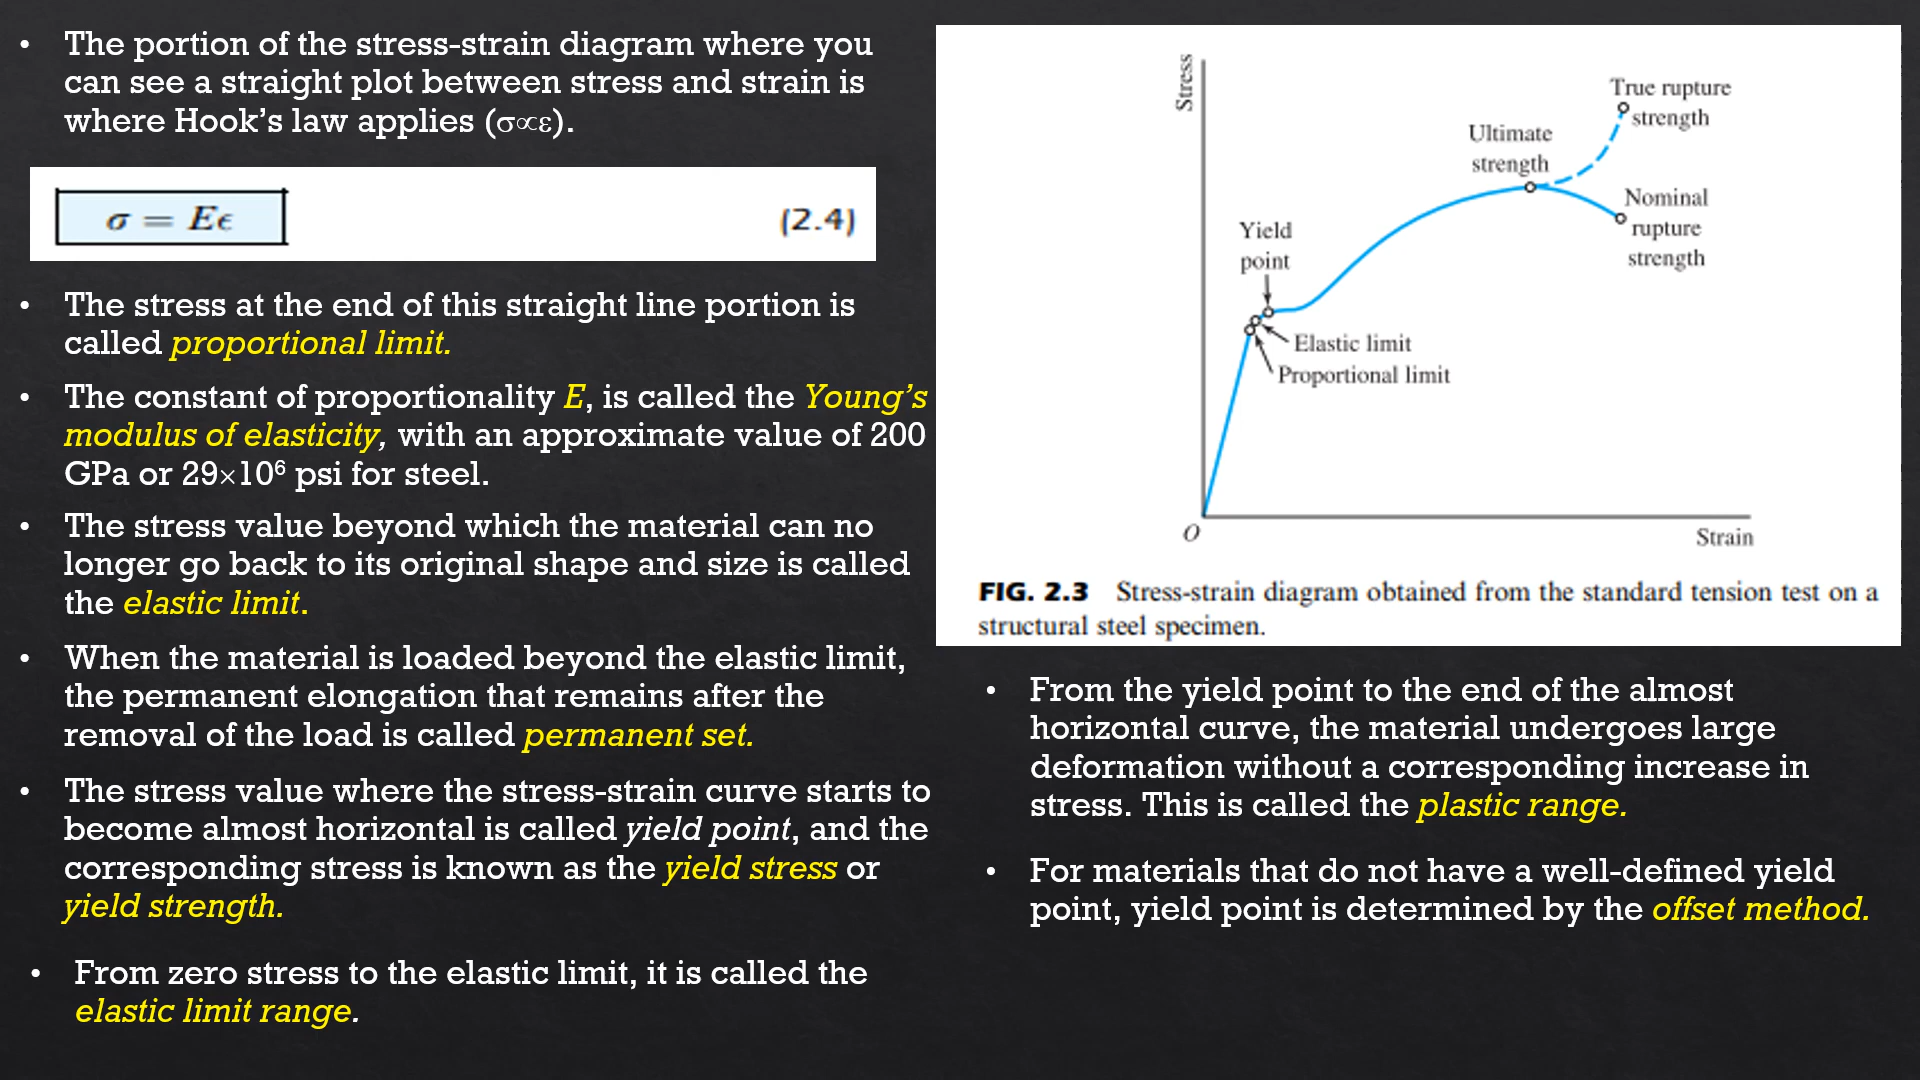 • The portion of the stress-strain diagram where you
can see a straight plot between stress and strain is
where Hook’s law applies (σ∝ε).
σ = Eϵ (2.4)
• The stress at the end of this straight line portion is
called proportional limit.
• The constant of proportionality E, is called the Young’s
modulus of elasticity, with an approximate value of 200
GPa or 29×10⁶ psi for steel.
• The stress value beyond which the material can no
longer go back to its original shape and size is called
the elastic limit.
• When the material is loaded beyond the elastic limit,
the permanent elongation that remains after the
removal of the load is called permanent set.
• The stress value where the stress-strain curve starts to
become almost horizontal is called yield point, and the
corresponding stress is known as the yield stress or
yield strength.
• From zero stress to the elastic limit, it is called the
elastic limit range.
Stress
True rupture
strength
Ultimate
strength
Nominal
rupture
strength
Yield
point
Elastic limit
Proportional limit
O
Strain
FIG. 2.3 Stress-strain diagram obtained from the standard tension test on a
structural steel specimen.
• From the yield point to the end of the almost
horizontal curve, the material undergoes large
deformation without a corresponding increase in
stress. This is called the plastic range.
• For materials that do not have a well-defined yield
point, yield point is determined by the offset method.